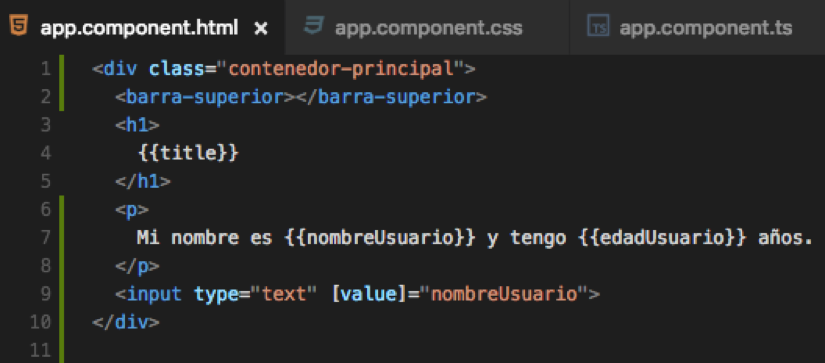 app.component.html × app.component.css app.component.ts
1 <div class="contenedor-principal">
2 <barra-superior></barra-superior>
3 <h1>
4 {{title}}
5 </h1>
6 <p>
7 Mi nombre es {{nombreUsuario}} y tengo {{edadUsuario}} años.
8 </p>
9 <input type="text" [value]="nombreUsuario">
10 </div>
11